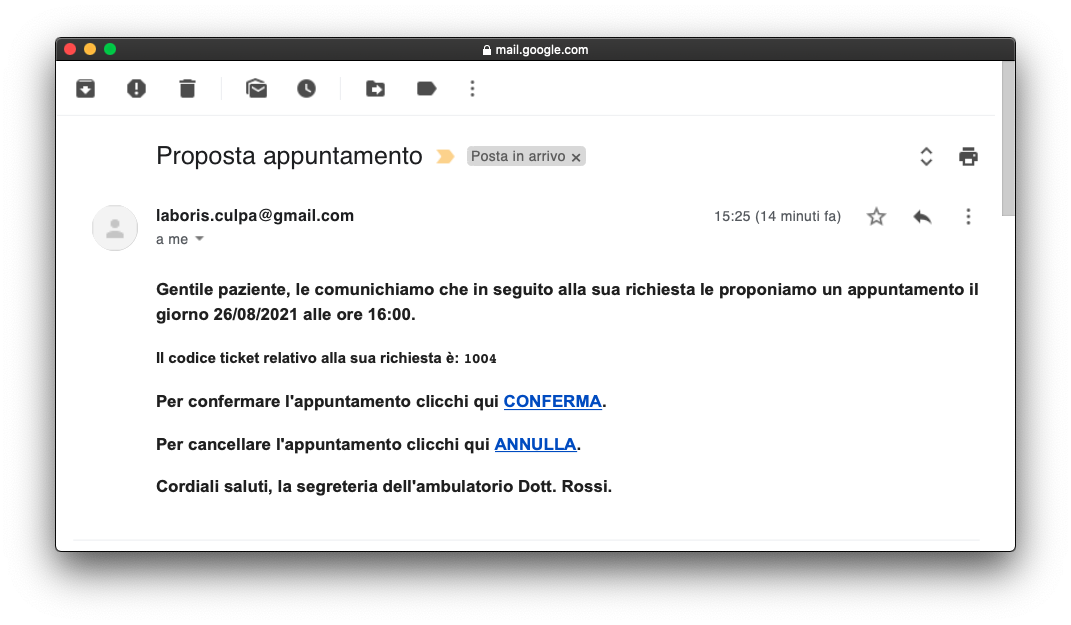 mail.google.com
Proposta appuntamento Posta in arrivo x
laboris.culpa@gmail.com 15:25 (14 minuti fa)
a me
Gentile paziente, le comunichiamo che in seguito alla sua richiesta le proponiamo un appuntamento il
giorno 26/08/2021 alle ore 16:00.
Il codice ticket relativo alla sua richiesta è: 1004
Per confermare l'appuntamento clicchi qui CONFERMA.
Per cancellare l'appuntamento clicchi qui ANNULLA.
Cordiali saluti, la segreteria dell'ambulatorio Dott. Rossi.